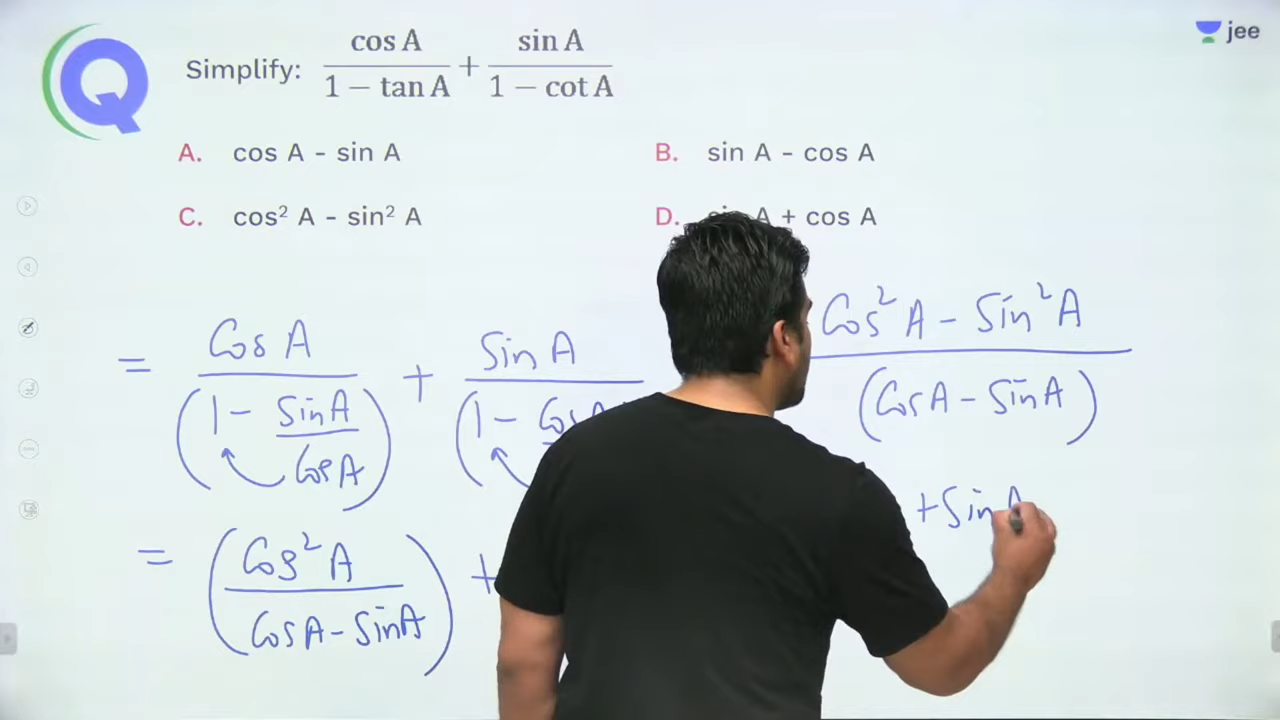 jee
Simplify: cos A / (1 − tan A) + sin A / (1 − cot A)
A. cos A - sin A
B. sin A - cos A
C. cos² A - sin² A
D. A + cos A
= Cos A / (1 − Sin A / Cos A) + Sin A / (1 −
Cos² A − Sin² A / (Cos A − Sin A)
+ Sin A
= (Cos² A / Cos A − Sin A) +